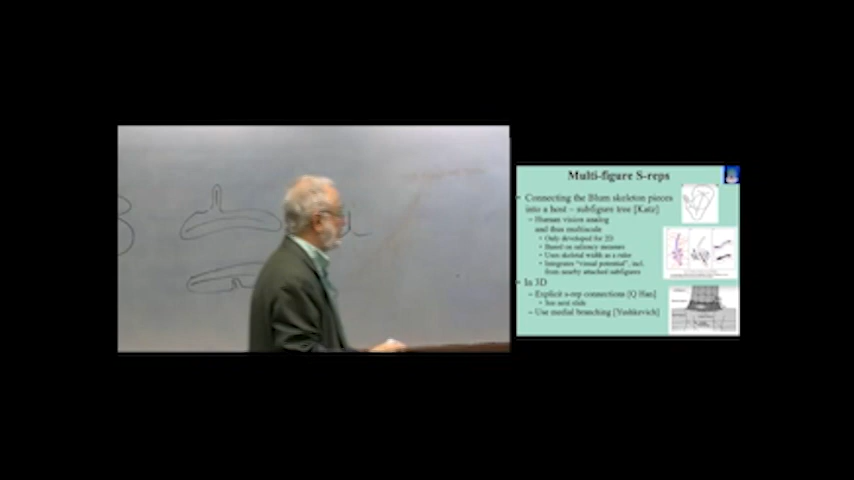 Multi-figure S-reps
Connecting the Blum skeleton pieces
into a host – subfigure tree [Katz]
– Human vision analog
and thus multiscale
• Only developed for 2D
• Based on saliency measure
• Uses skeletal width as a ruler
• Integrates "visual potential", incl.
from nearby attached subfigures
• In 3D
– Explicit s-rep connections [Q Han]
• See next slide
– Use medial branching [Yushkevich]